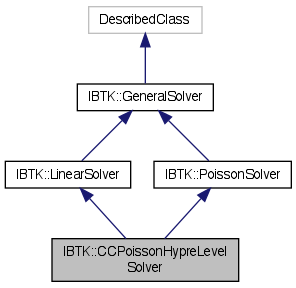 DescribedClass
IBTK::GeneralSolver
IBTK::LinearSolver
IBTK::PoissonSolver
IBTK::CCPoissonHypreLevel
Solver